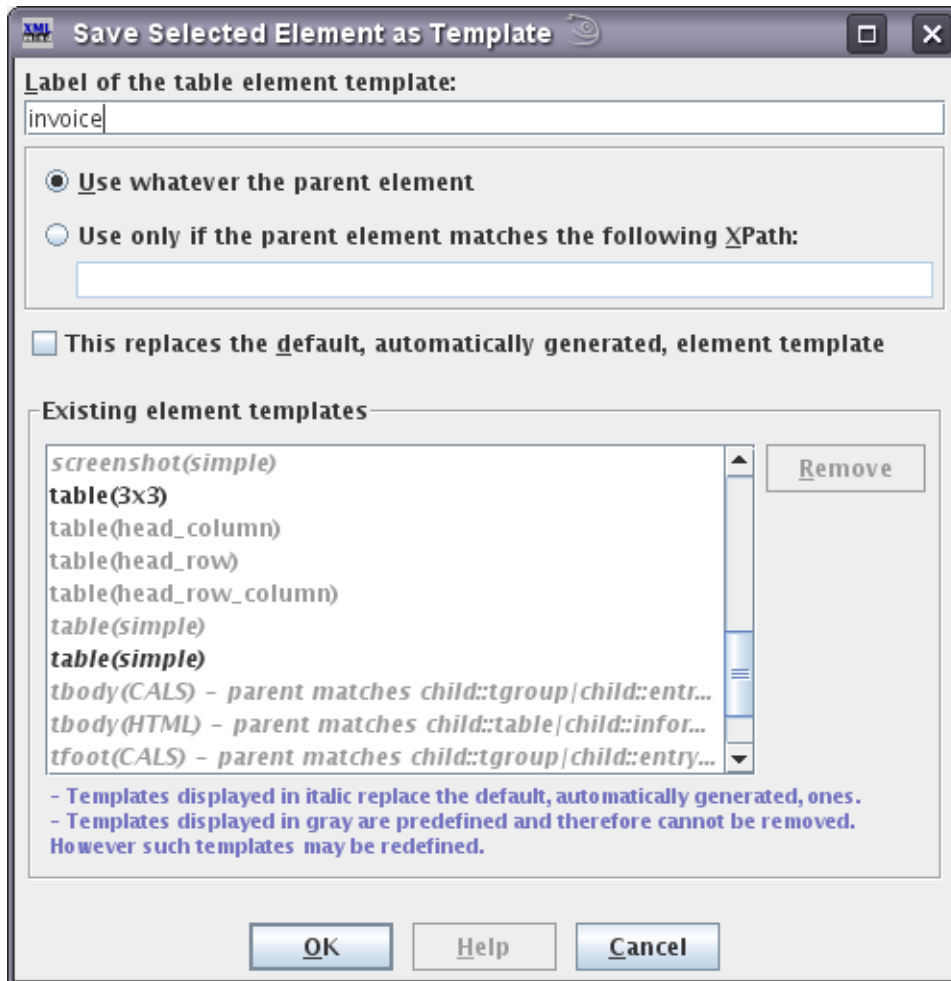 XML
Save Selected Element as Template
Label of the table element template:
invoice
Use whatever the parent element
Use only if the parent element matches the following XPath:
This replaces the default, automatically generated, element template
Existing element templates
screenshot(simple)
table(3x3)
table(head_column)
table(head_row)
table(head_row_column)
table(simple)
table(simple)
tbody(CALS) – parent matches child::tgroup|child::entr...
tbody(HTML) – parent matches child::table|child::infor...
tfoot(CALS) – parent matches child::tgroup|child::entry...
Remove
– Templates displayed in italic replace the default, automatically generated, ones.
– Templates displayed in gray are predefined and therefore cannot be removed.
However such templates may be redefined.
OK
Help
Cancel